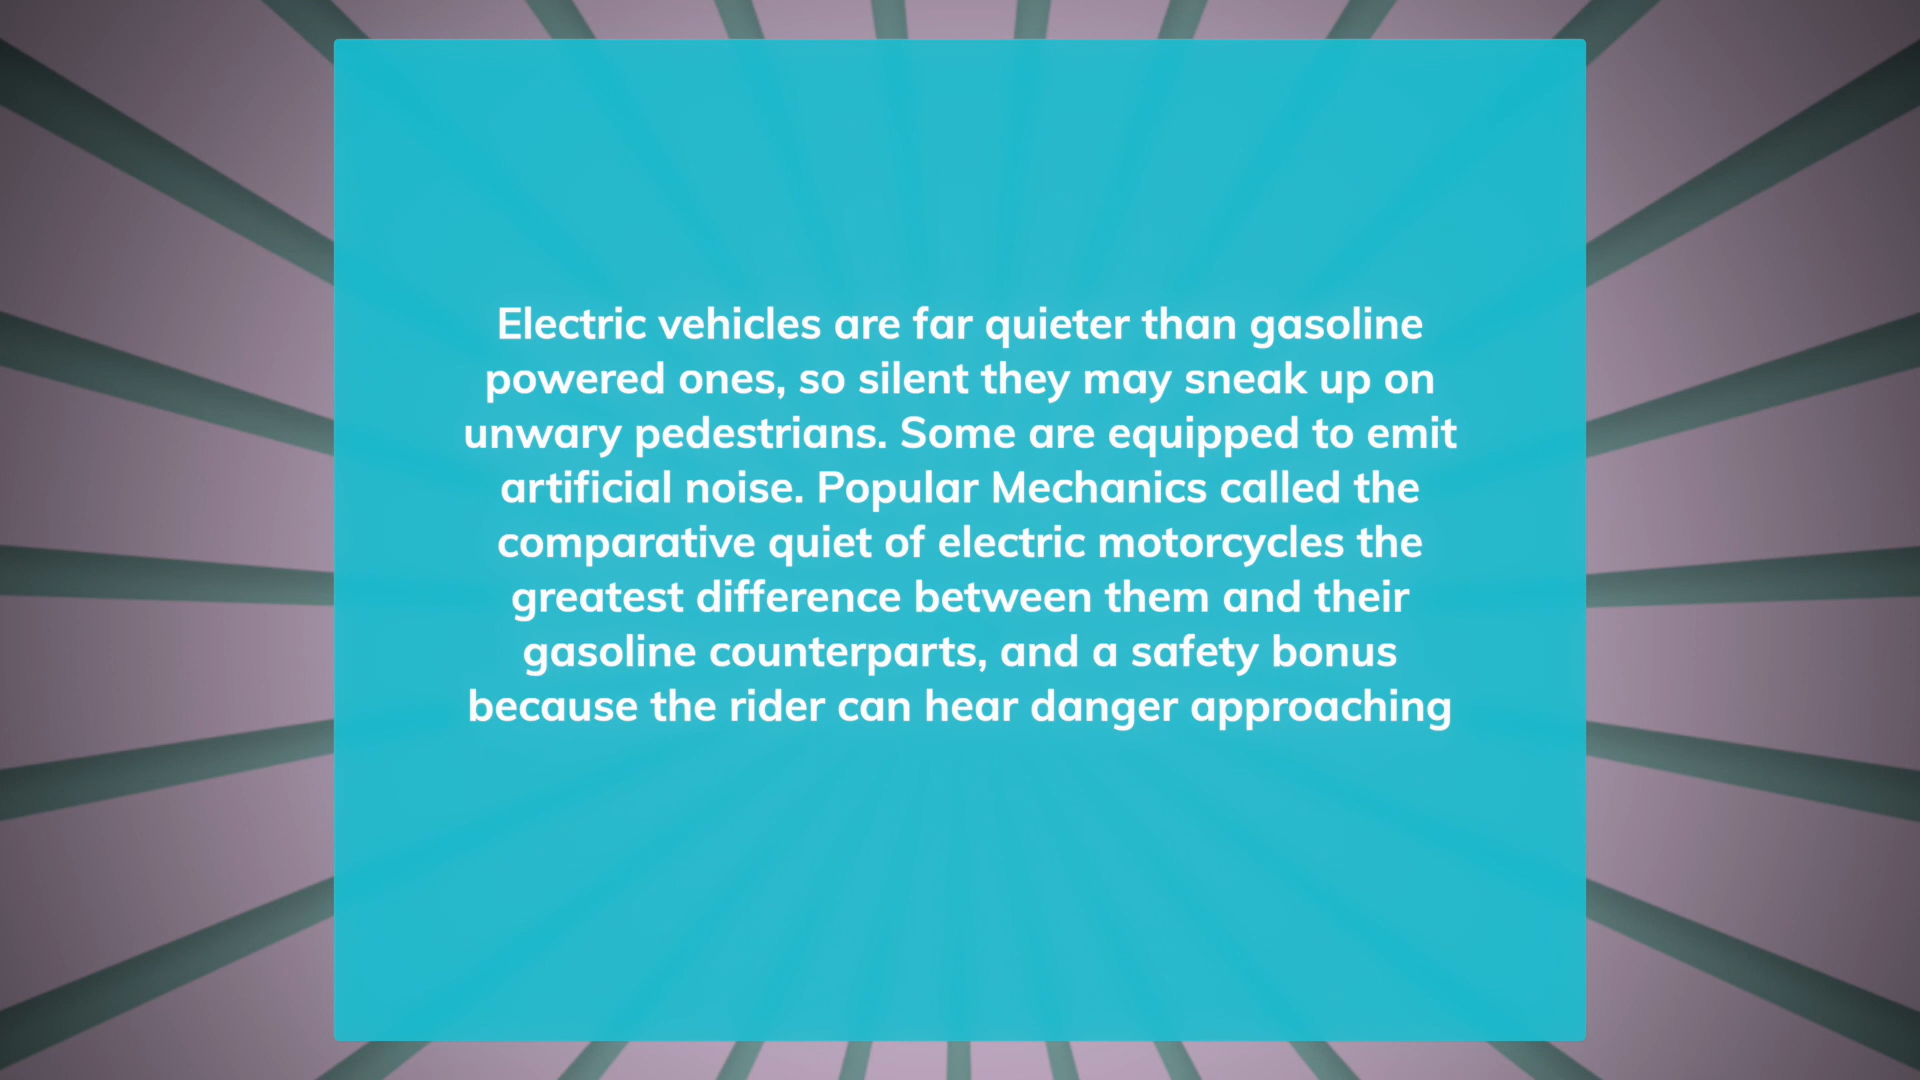 Electric vehicles are far quieter than gasoline
powered ones, so silent they may sneak up on
unwary pedestrians. Some are equipped to emit
artificial noise. Popular Mechanics called the
comparative quiet of electric motorcycles the
greatest difference between them and their
gasoline counterparts, and a safety bonus
because the rider can hear danger approaching